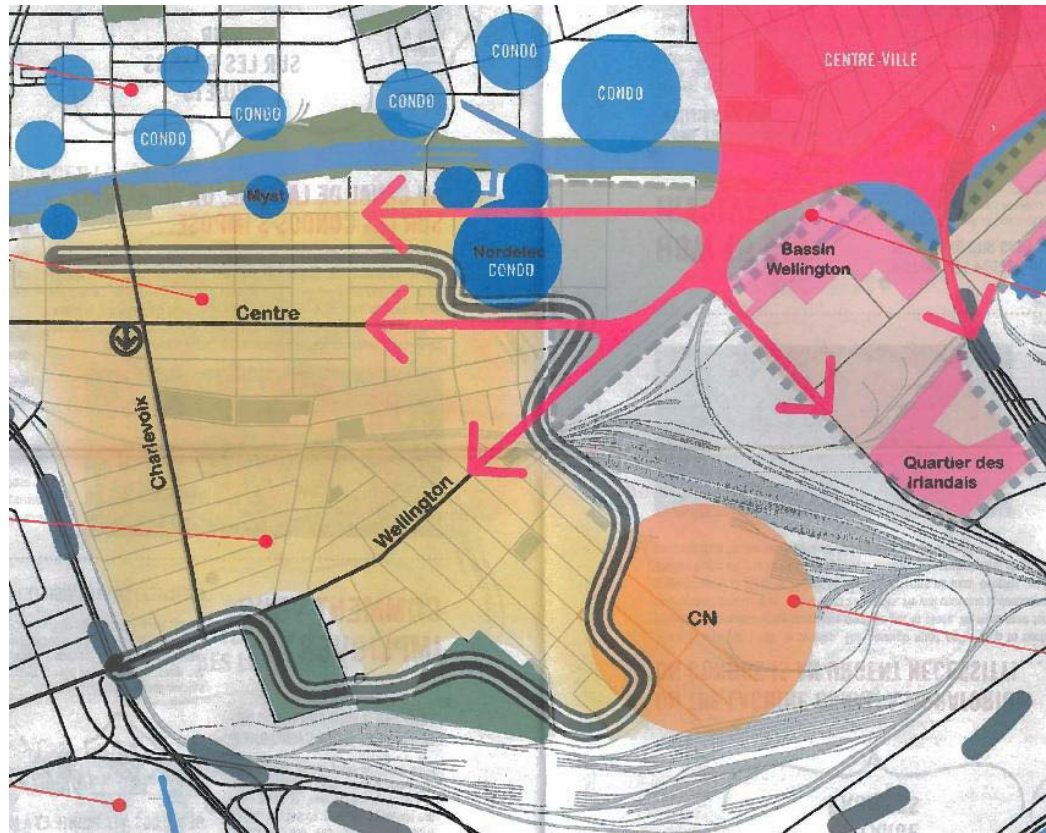 CONDO
CENTRE-VILLE
CONDO
CONDO
CONDO
CONDO
Myst
Nordelec
CONDO
Bassin
Wellington
Centre
Charlevoix
Wellington
Quartier des
Irlandais
CN